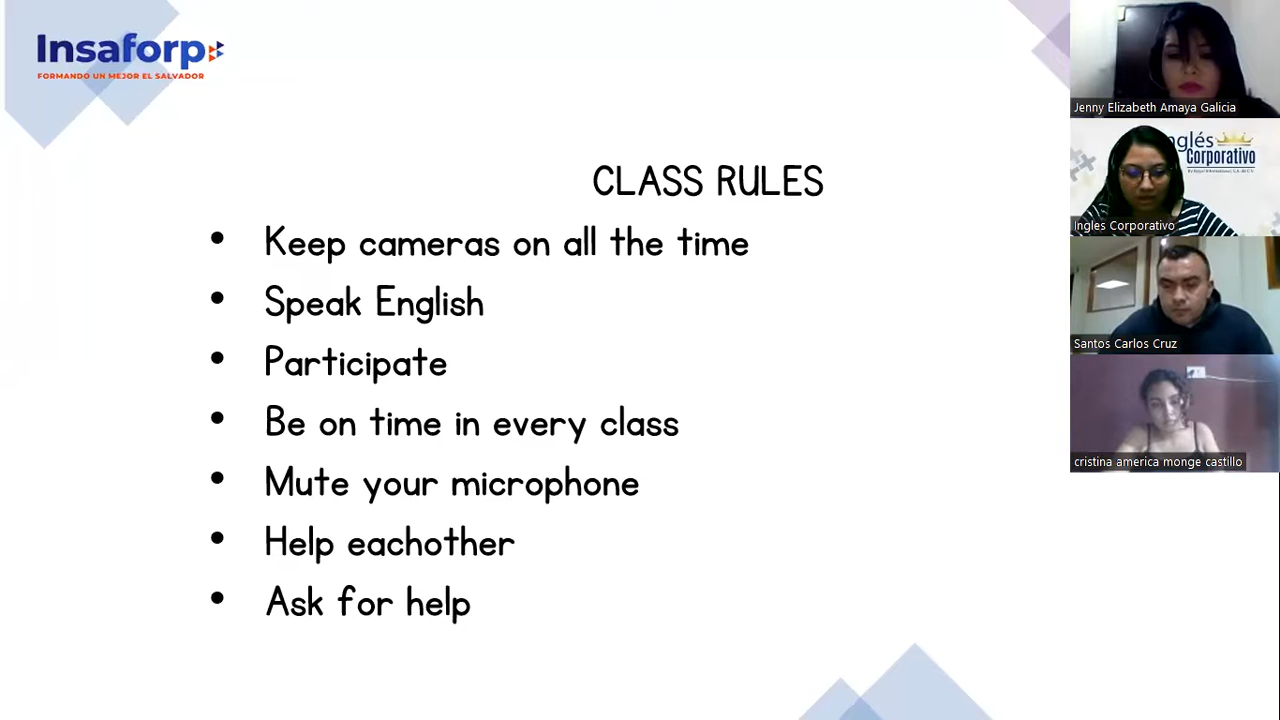 Insaforp
FORMANDO UN MEJOR EL SALVADOR
CLASS RULES
• Keep cameras on all the time
• Speak English
• Participate
• Be on time in every class
• Mute your microphone
• Help eachother
• Ask for help
Jenny Elizabeth Amaya Galicia
nglés
Corporativo
Ingles Corporativo
Santos Carlos Cruz
cristina america monge castillo